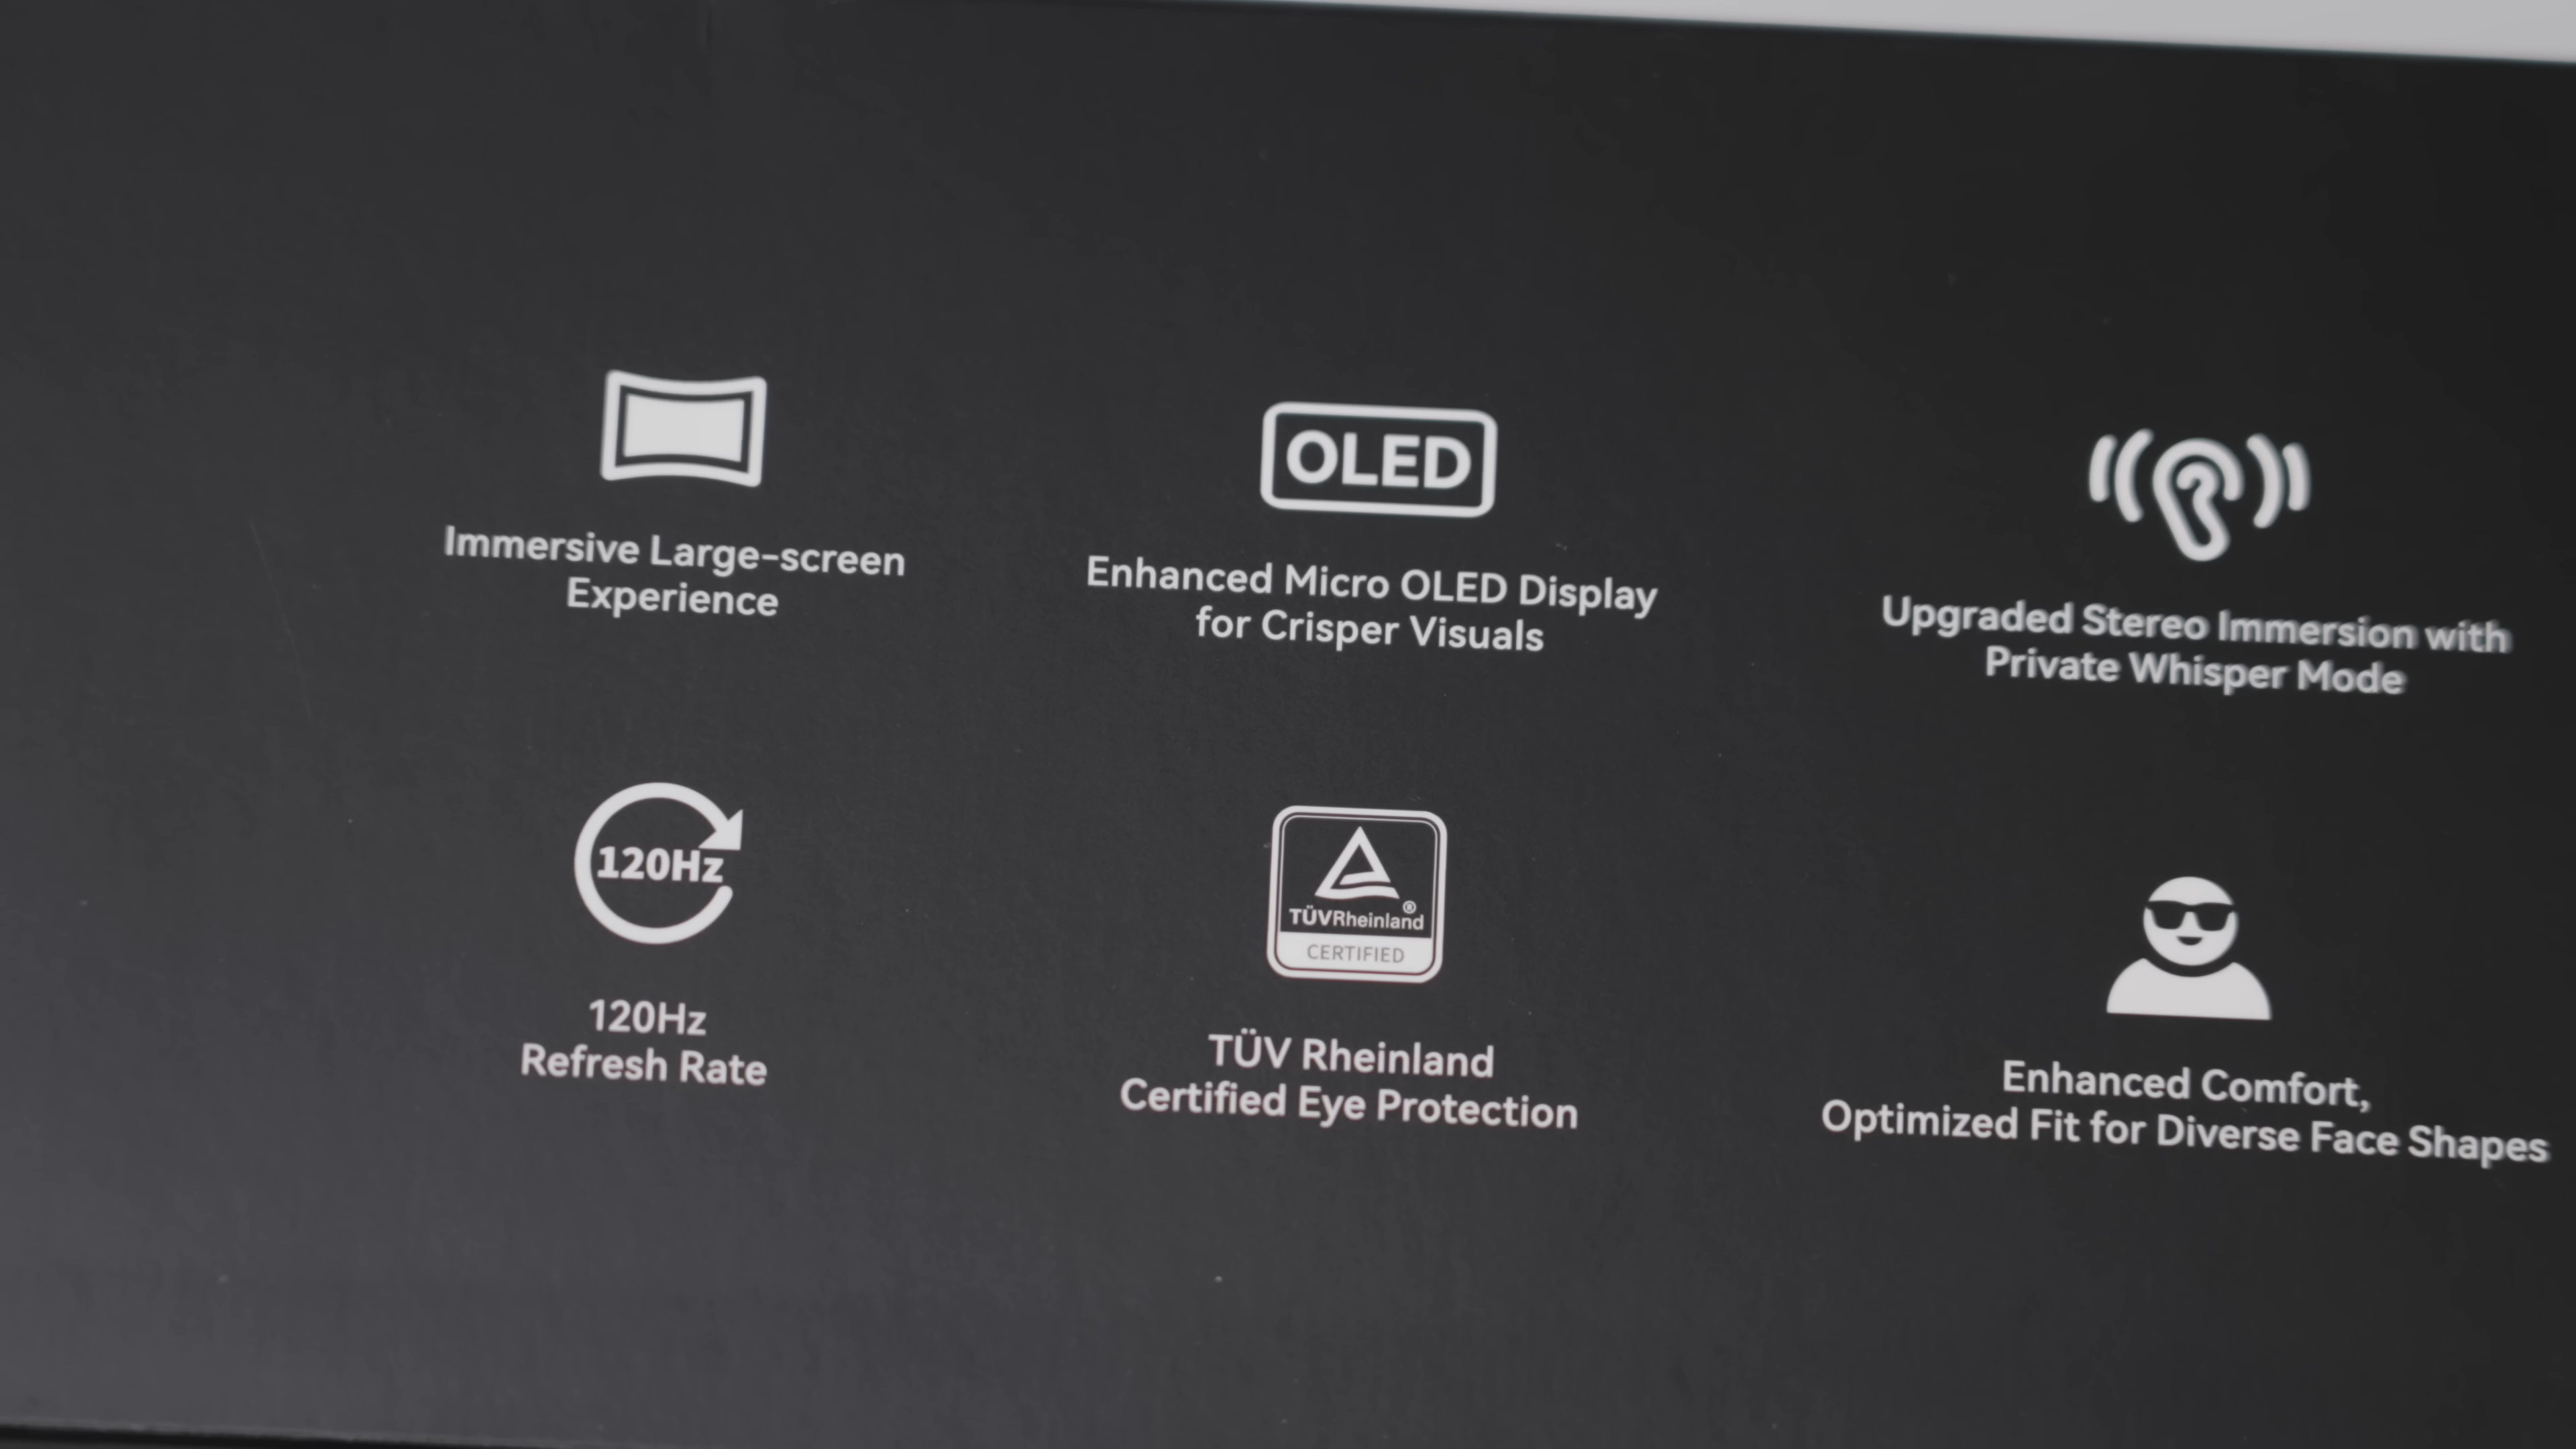 OLED
Immersive Large-screen
Experience
Enhanced Micro OLED Display
for Crisper Visuals
Upgraded Stereo Immersion with
Private Whisper Mode
120Hz
TÜVRheinland®
CERTIFIED
120Hz
Refresh Rate
TÜV Rheinland
Certified Eye Protection
Enhanced Comfort,
Optimized Fit for Diverse Face Shapes